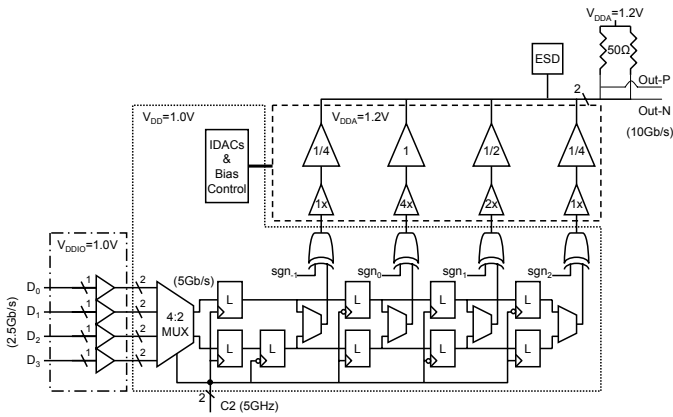 V_DDA=1.2V
50Ω
ESD
2
Out-P
Out-N
(10Gb/s)
V_DD=1.0V
V_DDA=1.2V
IDACs
&
Bias
Control
1/4
1
1/2
1/4
1x
4x
2x
1x
sgn_-1
sgn_0
sgn_1
sgn_2
V_DDIO=1.0V
(2.5Gb/s)
D_0
1
2
D_1
1
2
D_2
1
2
D_3
1
2
4:2
MUX
(5Gb/s)
L
L
L
L
L
L
L
L
L
2
C2 (5GHz)